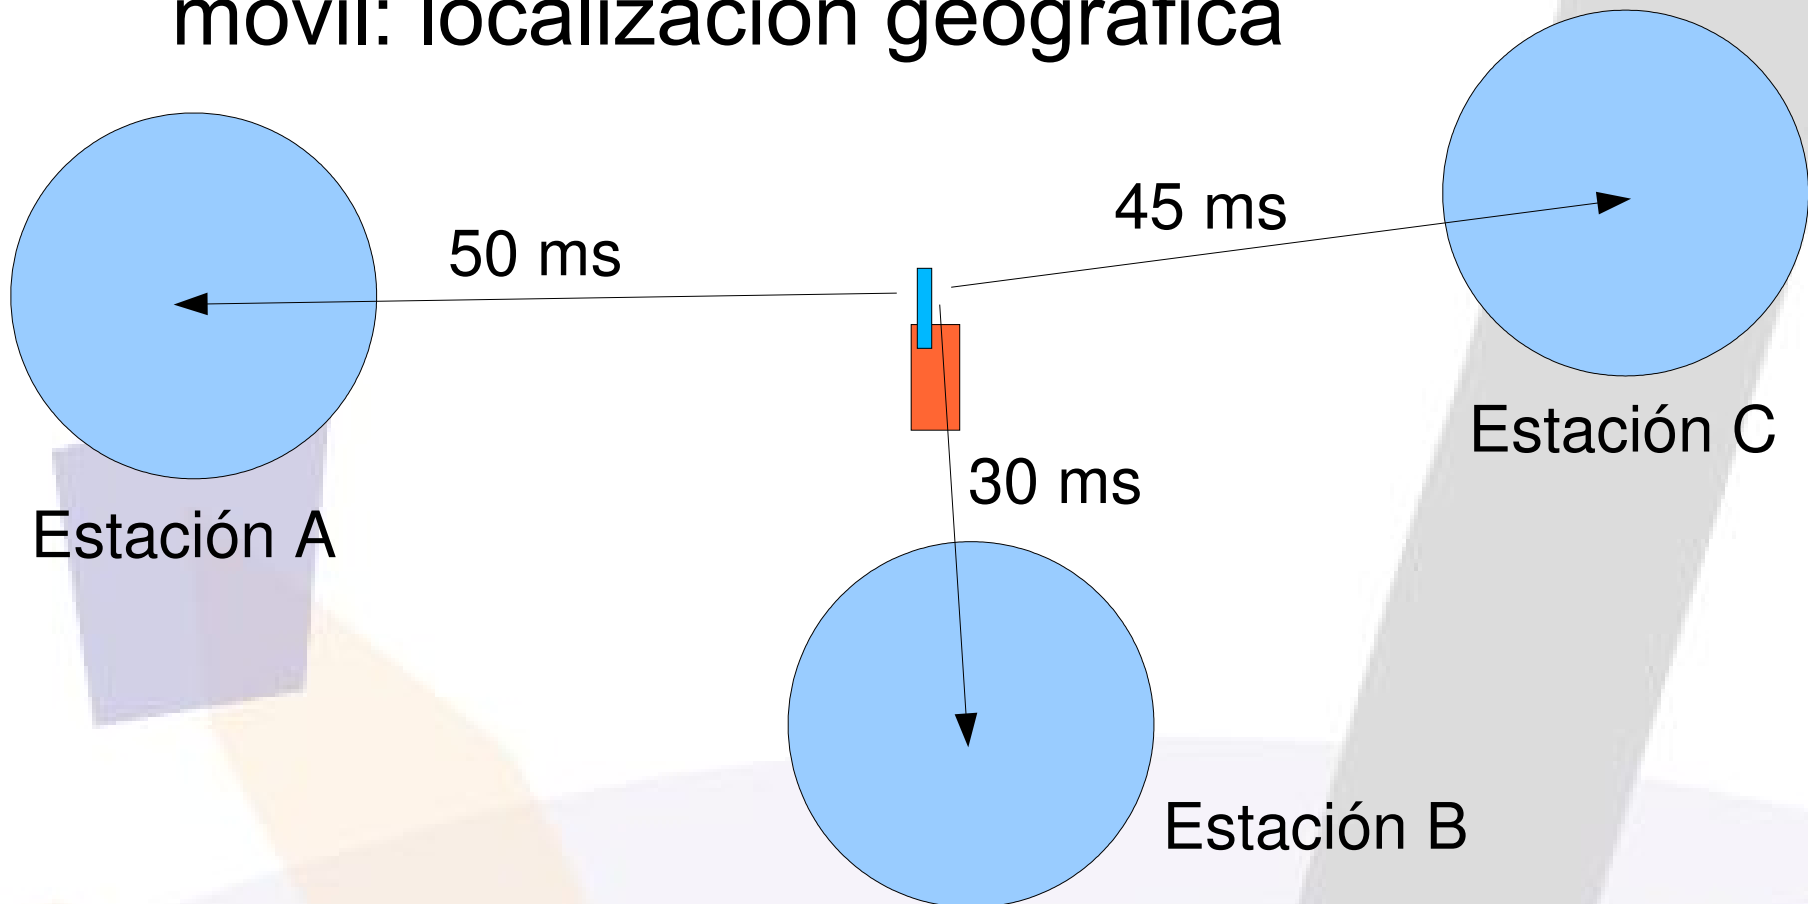 móvil: localización geográfica
45 ms
50 ms
Estación C
30 ms
Estación A
Estación B